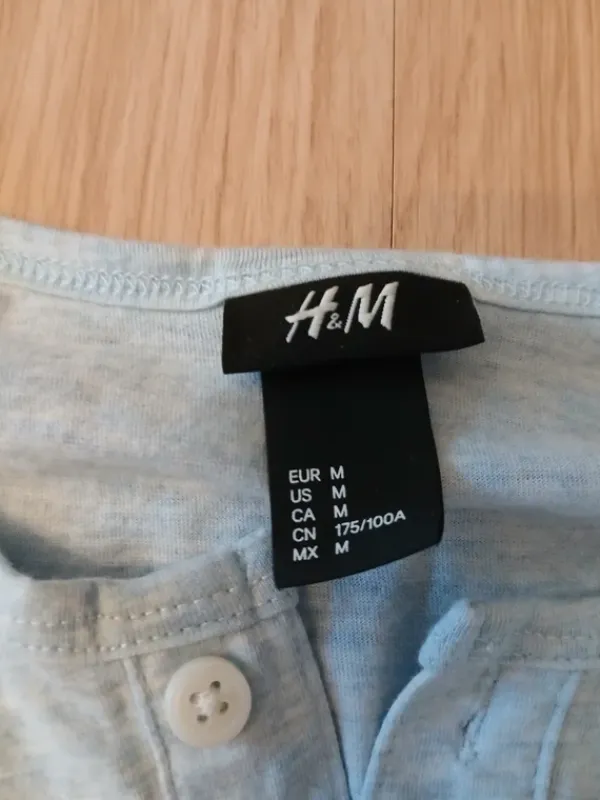 H&M
EUR M
US M
CA M
CN 175/100A
MX M